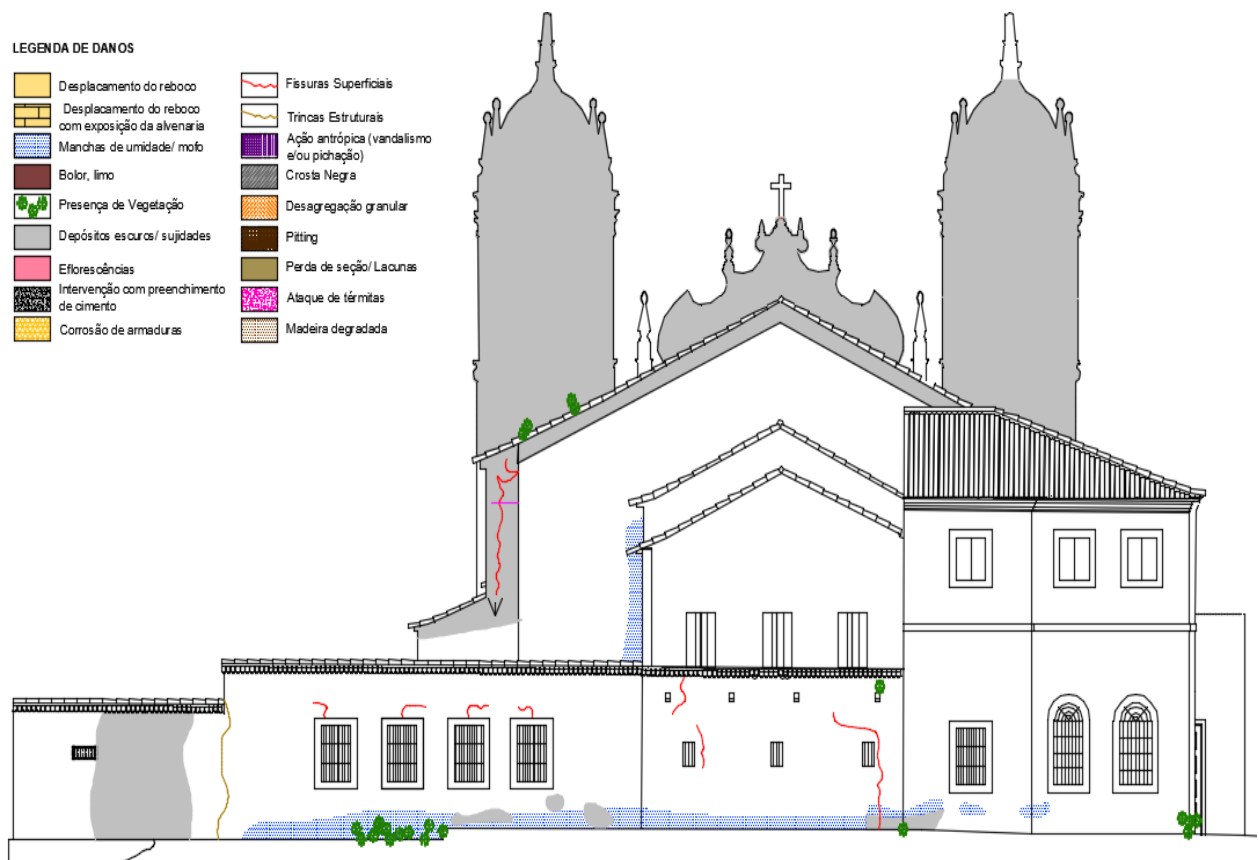 LEGENDA DE DANOS
Desplacamento do reboco
Desplacamento do reboco
com exposição da alvenaria
Manchas de umidade/ mofo
Bolor, limo
Presença de Vegetação
Depósitos escuros/ sujidades
Eflorescências
Intervenção com preenchimento
de cimento
Corrosão de armaduras
Fissuras Superficiais
Trincas Estruturais
Ação antrópica (vandalismo
e/ou pichação)
Crosta Negra
Desagregação granular
Pitting
Perda de seção/ Lacunas
Ataque de térmitas
Madeira degradada